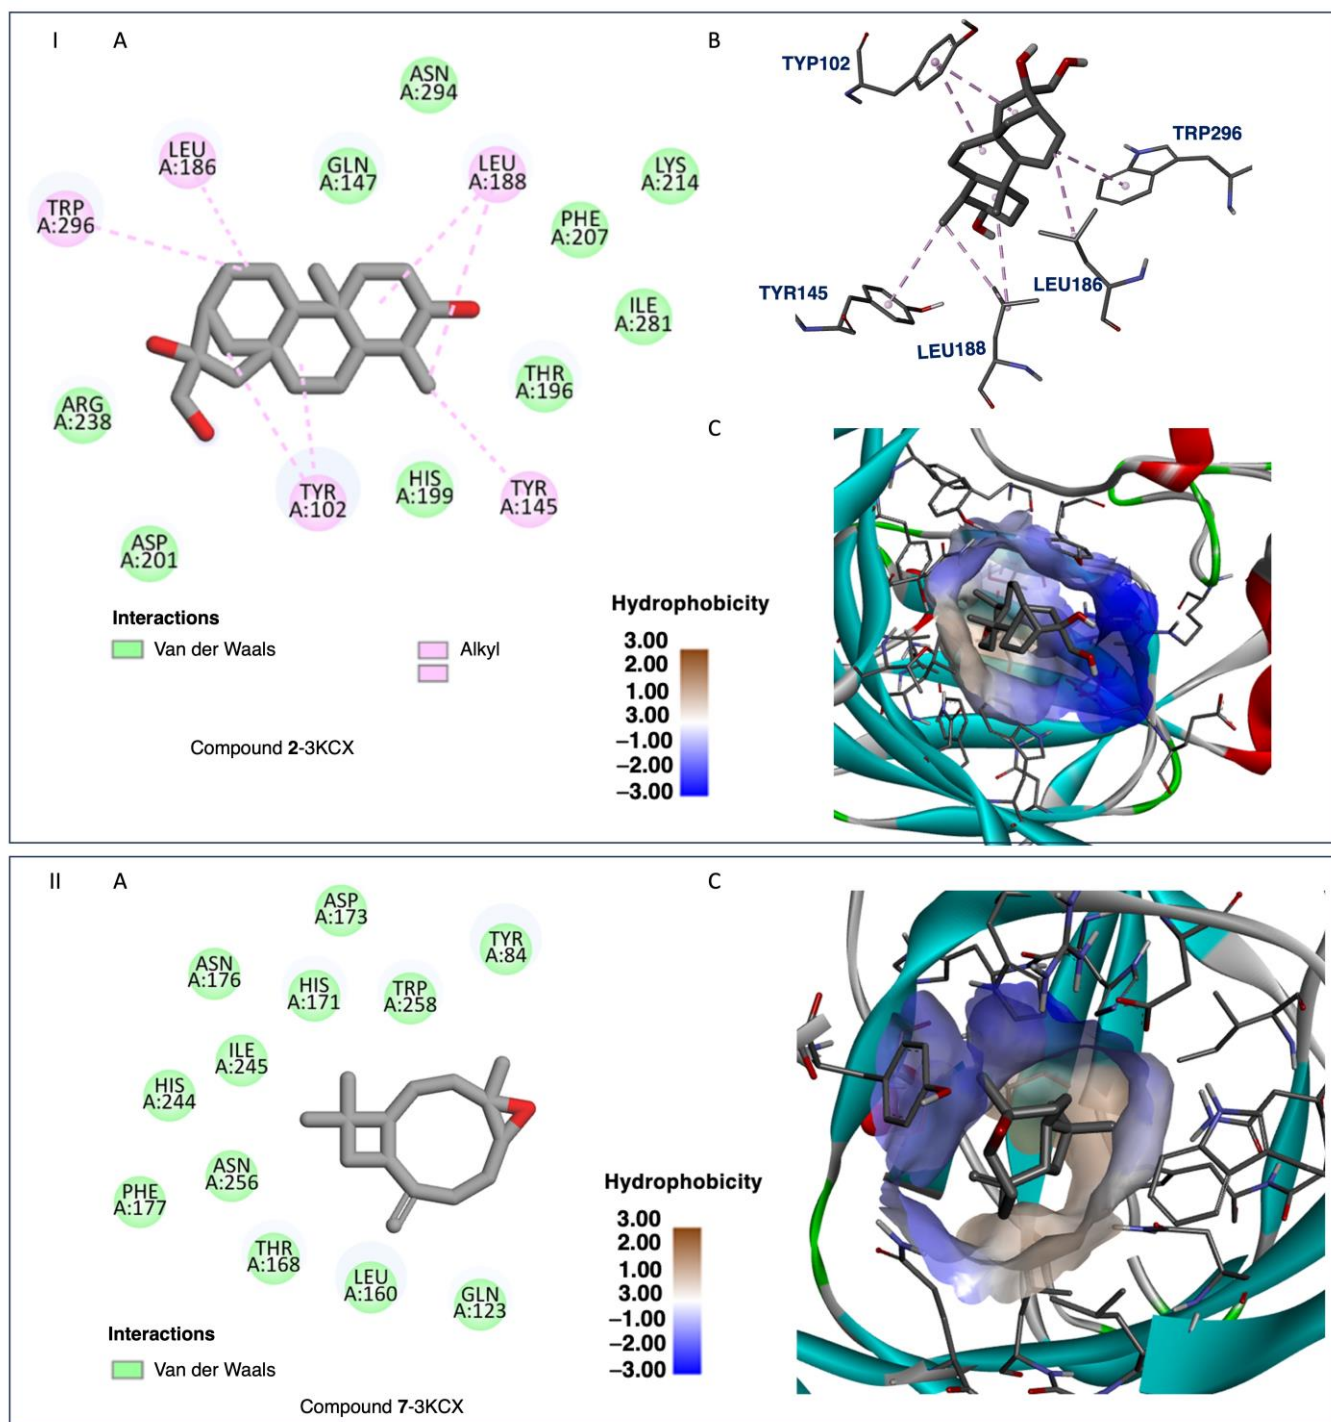 I A
B
ASN
A:294
LEU
A:186
GLN
A:147
LEU
A:188
LYS
A:214
TRP
A:296
PHE
A:207
ILE
A:281
THR
A:196
ARG
A:238
TYR
A:102
HIS
A:199
TYR
A:145
ASP
A:201
Interactions
Van der Waals
Alkyl
Compound 2-3KCX
TYP102
TRP296
TYR145
LEU186
LEU188
C
Hydrophobicity
3.00
2.00
1.00
3.00
−1.00
−2.00
−3.00
II A
C
ASP
A:173
TYR
A:84
ASN
A:176
HIS
A:171
TRP
A:258
ILE
A:245
HIS
A:244
ASN
A:256
PHE
A:177
THR
A:168
LEU
A:160
GLN
A:123
Interactions
Van der Waals
Compound 7-3KCX
Hydrophobicity
3.00
2.00
1.00
3.00
−1.00
−2.00
−3.00